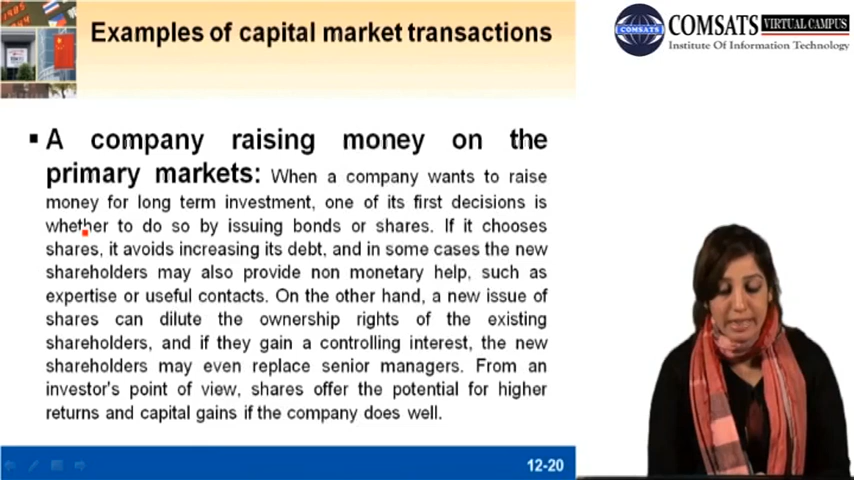 Examples of capital market transactions
COMSATS
COMSATS VIRTUAL CAMPUS
Institute Of Information Technology
▪ A company raising money on the
primary markets: When a company wants to raise
money for long term investment, one of its first decisions is
whether to do so by issuing bonds or shares. If it chooses
shares, it avoids increasing its debt, and in some cases the new
shareholders may also provide non monetary help, such as
expertise or useful contacts. On the other hand, a new issue of
shares can dilute the ownership rights of the existing
shareholders, and if they gain a controlling interest, the new
shareholders may even replace senior managers. From an
investor's point of view, shares offer the potential for higher
returns and capital gains if the company does well.
12-20